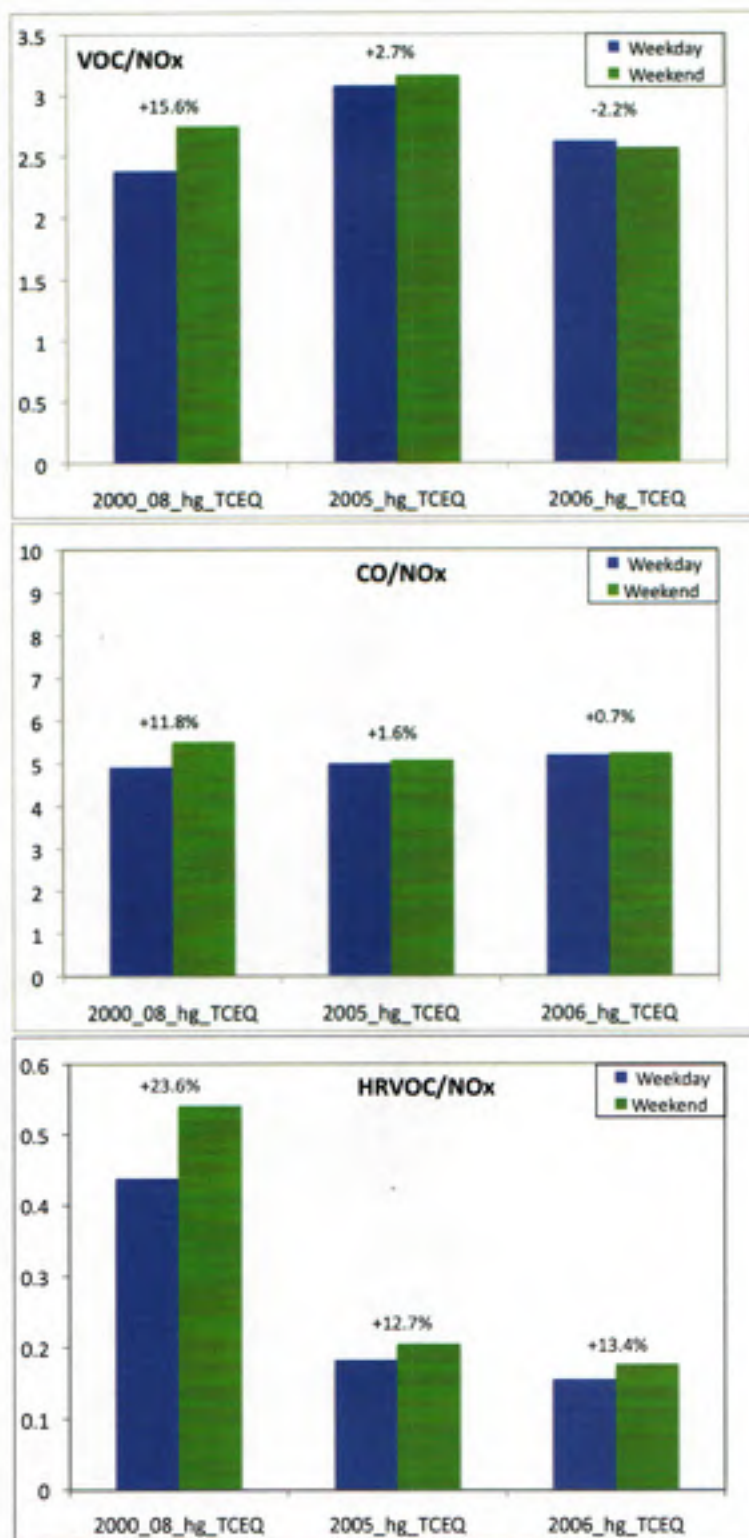 VOC/NOx
Weekday
Weekend
+15.6%
+2.7%
-2.2%
3.5
3
2.5
2
1.5
1
0.5
0
2000_08_hg_TCEQ
2005_hg_TCEQ
2006_hg_TCEQ
CO/NOx
Weekday
Weekend
+11.8%
+1.6%
+0.7%
10
9
8
7
6
5
4
3
2
1
0
2000_08_hg_TCEQ
2005_hg_TCEQ
2006_hg_TCEQ
HRVOC/NOx
Weekday
Weekend
+23.6%
+12.7%
+13.4%
0.6
0.5
0.4
0.3
0.2
0.1
0
2000_08_hg_TCEQ
2005_hg_TCEQ
2006_hg_TCEQ